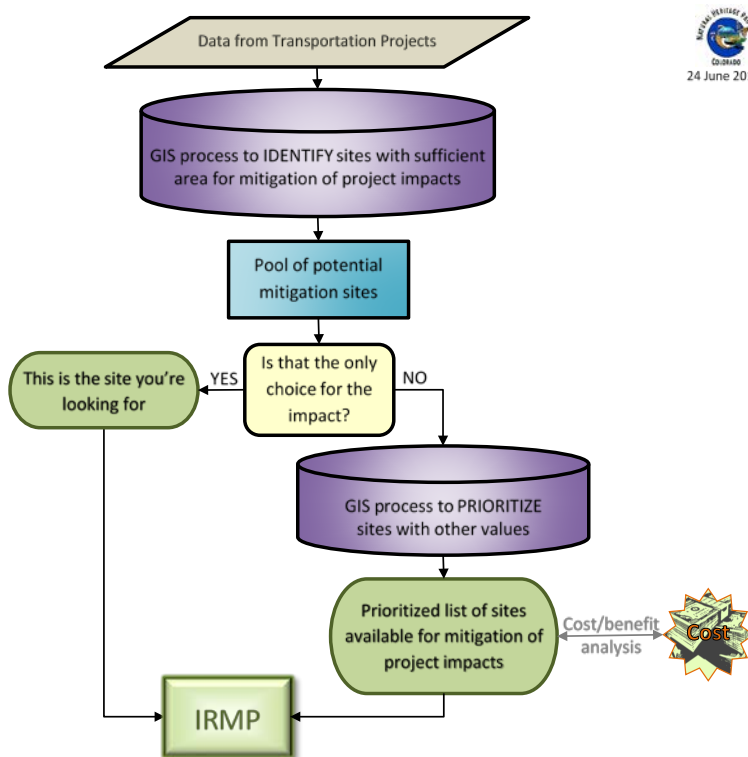 Data from Transportation Projects
NATURAL HERITAGE
COLORADO
24 June 20
GIS process to IDENTIFY sites with sufficient
area for mitigation of project impacts
Pool of potential
mitigation sites
Is that the only
choice for the
impact?
YES
NO
This is the site you're
looking for
GIS process to PRIORITIZE
sites with other values
Prioritized list of sites
available for mitigation of
project impacts
Cost/benefit
analysis
Cost
IRMP